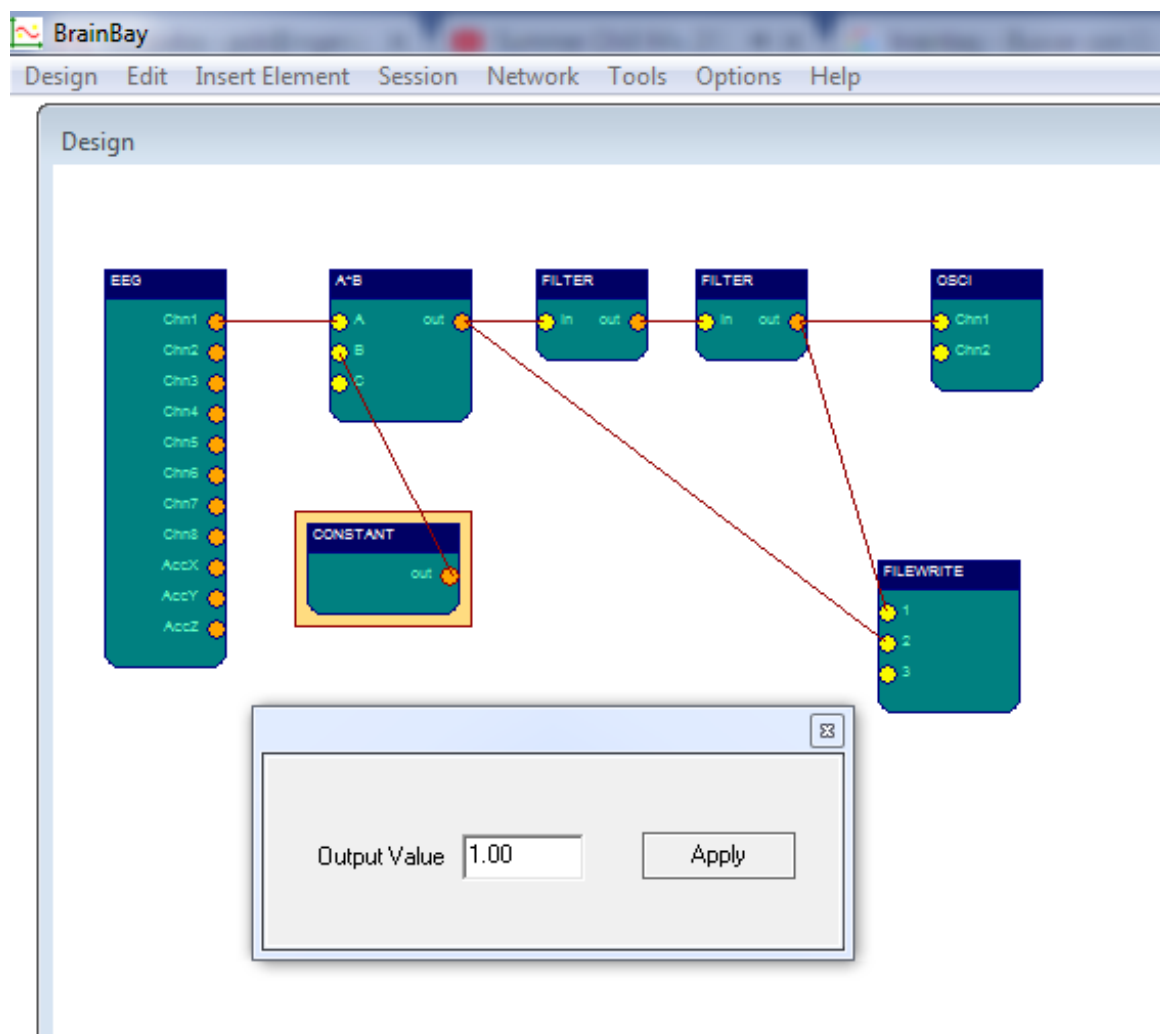 BrainBay
Design Edit Insert Element Session Network Tools Options Help
Design
EEG
Chn1
Chn2
Chn3
Chn4
Chn5
Chn6
Chn7
Chn8
AccX
AccY
AccZ
A*B
A out
B
C
FILTER
In out
FILTER
In out
OSCI
Chn1
Chn2
CONSTANT
out
FILEWRITE
1
2
3
Output Value 1.00 Apply